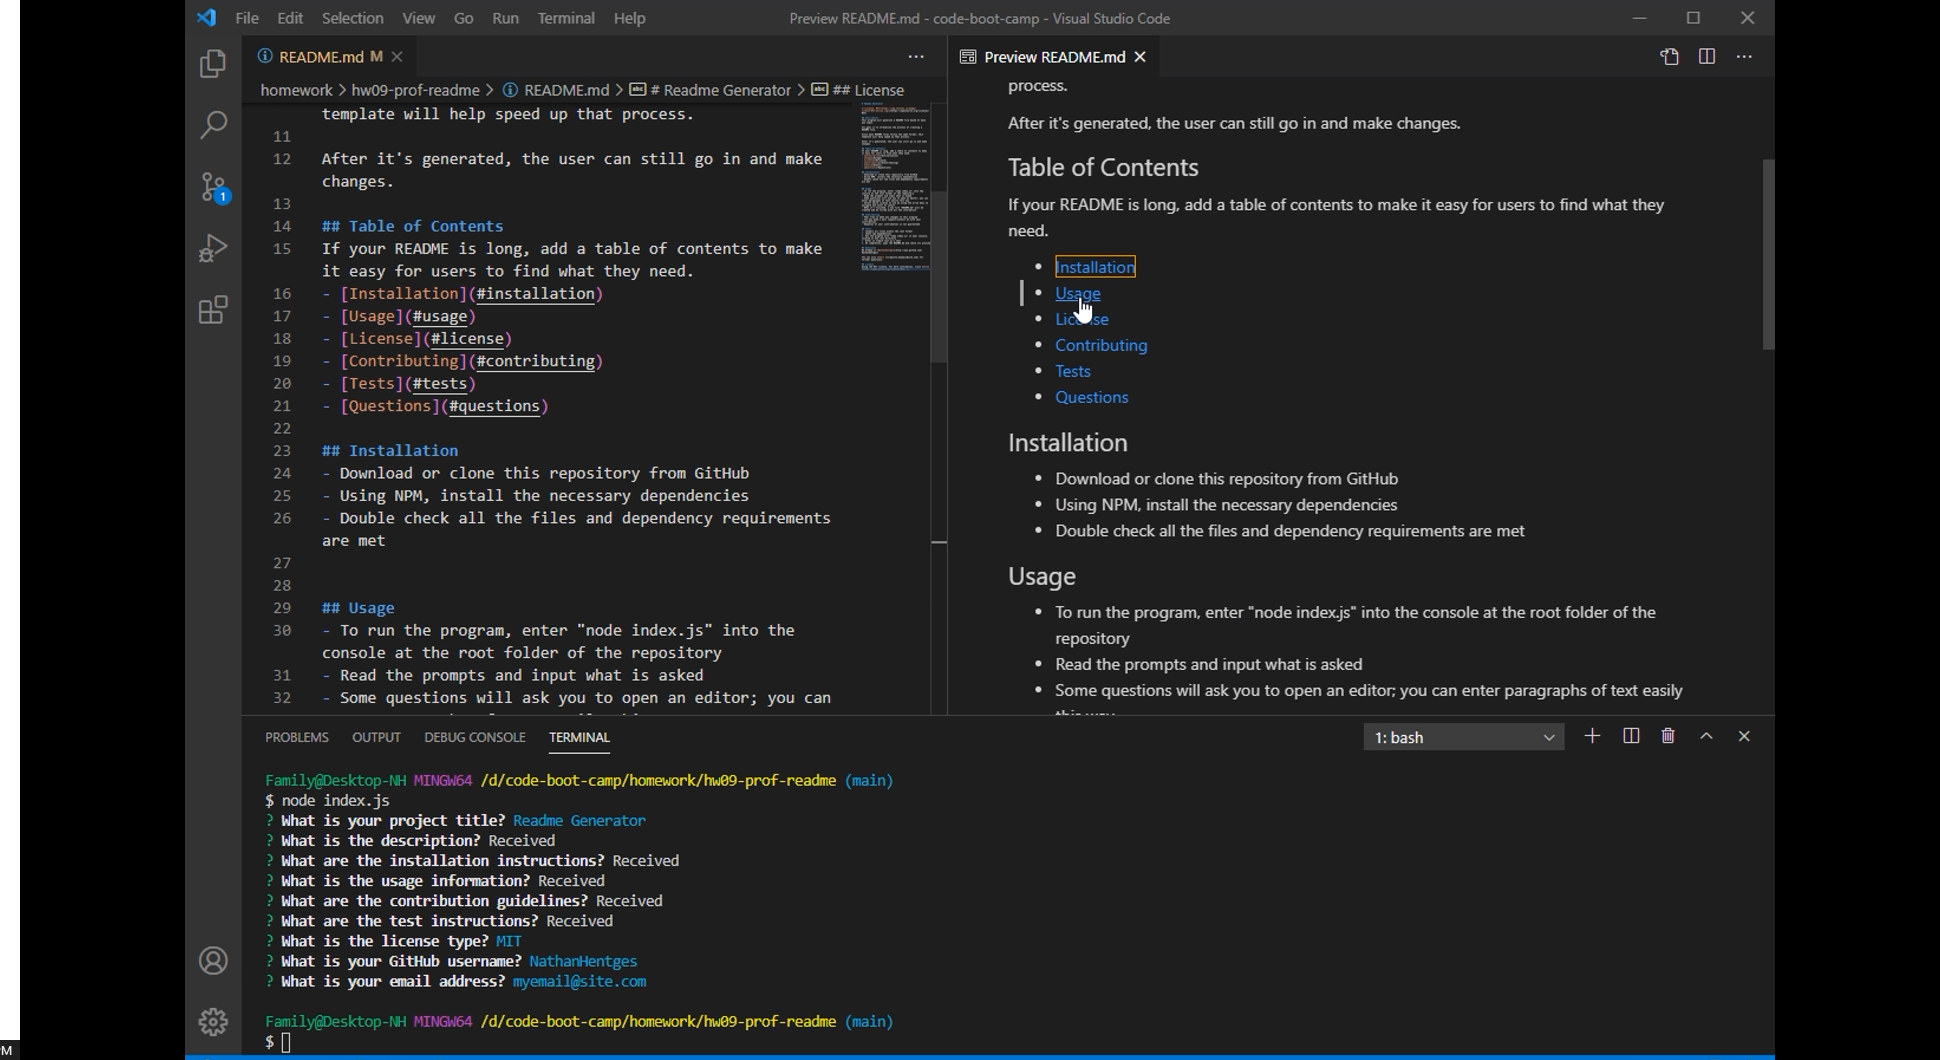 File Edit Selection View Go Run Terminal Help
Preview README.md - code-boot-camp - Visual Studio Code
README.md M
homework > hw09-prof-readme > README.md > # Readme Generator > ## License
template will help speed up that process.
11
12 After it's generated, the user can still go in and make
changes.
13
14 ## Table of Contents
15 If your README is long, add a table of contents to make
it easy for users to find what they need.
16 - [Installation](#installation)
17 - [Usage](#usage)
18 - [License](#license)
19 - [Contributing](#contributing)
20 - [Tests](#tests)
21 - [Questions](#questions)
22
23 ## Installation
24 - Download or clone this repository from GitHub
25 - Using NPM, install the necessary dependencies
26 - Double check all the files and dependency requirements
are met
27
28
29 ## Usage
30 - To run the program, enter "node index.js" into the
console at the root folder of the repository
31 - Read the prompts and input what is asked
32 - Some questions will ask you to open an editor; you can
Preview README.md
process.
After it's generated, the user can still go in and make changes.
Table of Contents
If your README is long, add a table of contents to make it easy for users to find what they
need.
• Installation
• Usage
• License
• Contributing
• Tests
• Questions
Installation
• Download or clone this repository from GitHub
• Using NPM, install the necessary dependencies
• Double check all the files and dependency requirements are met
Usage
• To run the program, enter "node index.js" into the console at the root folder of the
repository
• Read the prompts and input what is asked
• Some questions will ask you to open an editor; you can enter paragraphs of text easily
1
PROBLEMS OUTPUT DEBUG CONSOLE TERMINAL
1: bash
Family@Desktop-NH MINGW64 /d/code-boot-camp/homework/hw09-prof-readme (main)
$ node index.js
? What is your project title? Readme Generator
? What is the description? Received
? What are the installation instructions? Received
? What is the usage information? Received
? What are the contribution guidelines? Received
? What are the test instructions? Received
? What is the license type? MIT
? What is your GitHub username? NathanHentges
? What is your email address? myemail@site.com
Family@Desktop-NH MINGW64 /d/code-boot-camp/homework/hw09-prof-readme (main)
$